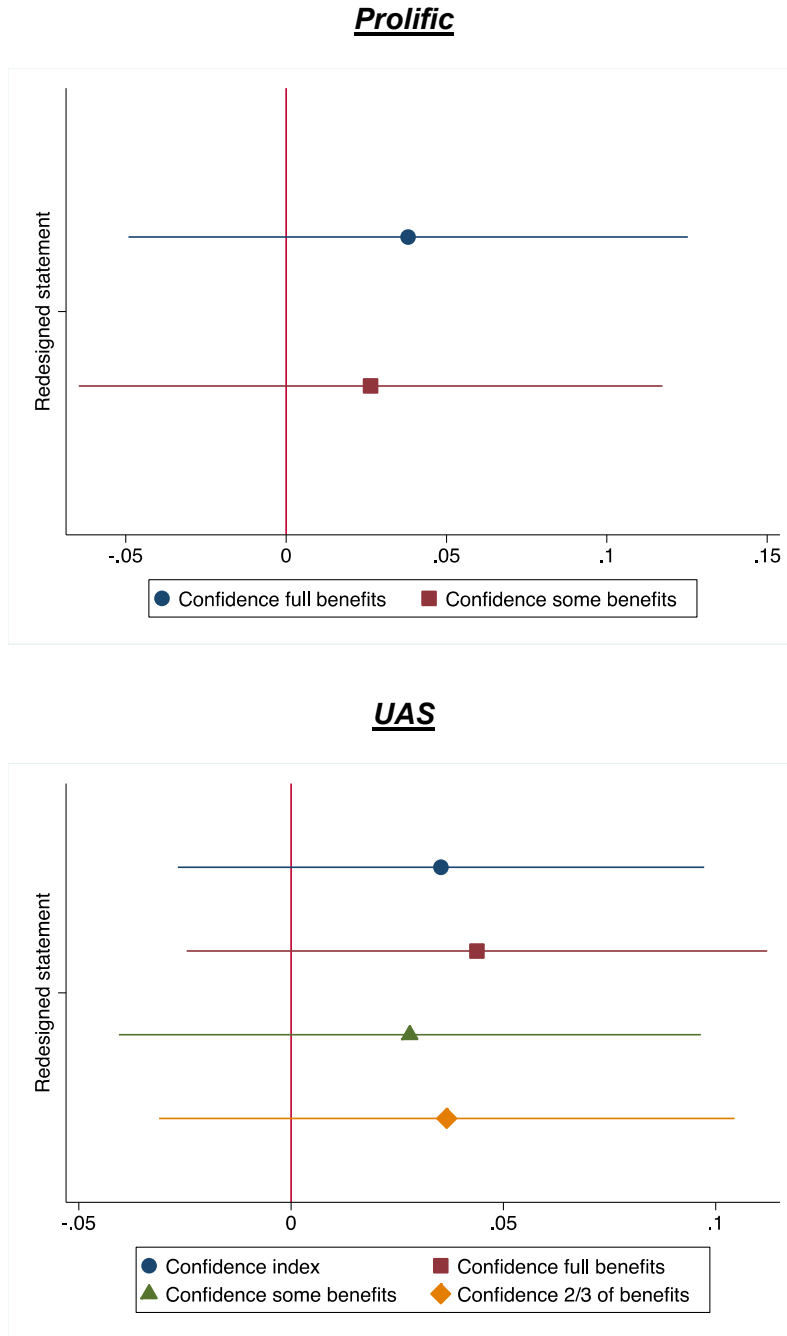 Prolific
Redesigned statement
-.05 0 .05 .1 .15
Confidence full benefits Confidence some benefits
UAS
Redesigned statement
-.05 0 .05 .1
Confidence index Confidence full benefits
Confidence some benefits Confidence 2/3 of benefits